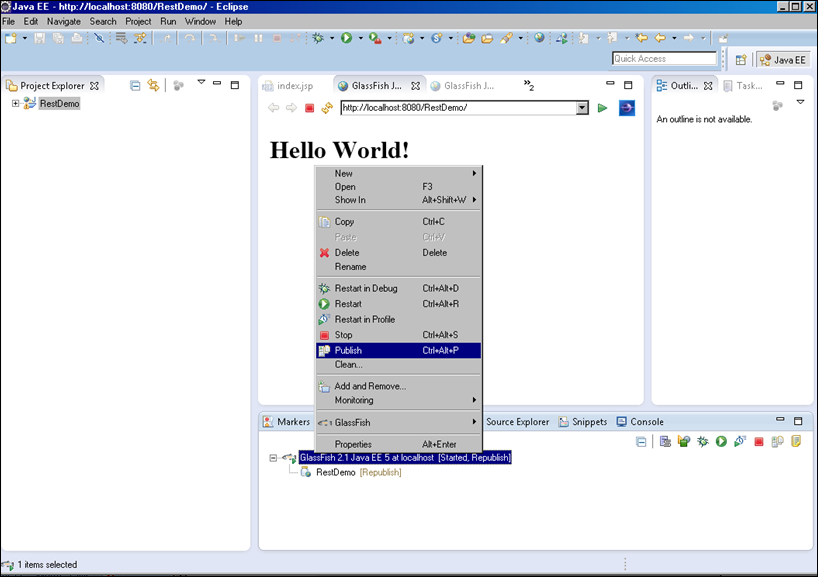 Java EE - http://localhost:8080/RestDemo/ - Eclipse
File Edit Navigate Search Project Run Window Help
Quick Access
Java EE
Project Explorer
RestDemo
index.jsp GlassFish J... GlassFish J... »2
http://localhost:8080/RestDemo/
Hello World!
Outli... Task...
An outline is not available.
New
Open F3
Show In Alt+Shift+W
Copy Ctrl+C
Paste Ctrl+V
Delete Delete
Rename
Restart in Debug Ctrl+Alt+D
Restart Ctrl+Alt+R
Restart in Profile
Stop Ctrl+Alt+S
Publish Ctrl+Alt+P
Clean...
Add and Remove...
Monitoring
GlassFish
Properties Alt+Enter
Markers Source Explorer Snippets Console
GlassFish 2.1 Java EE 5 at localhost [Started, Republish]
RestDemo [Republish]
1 items selected